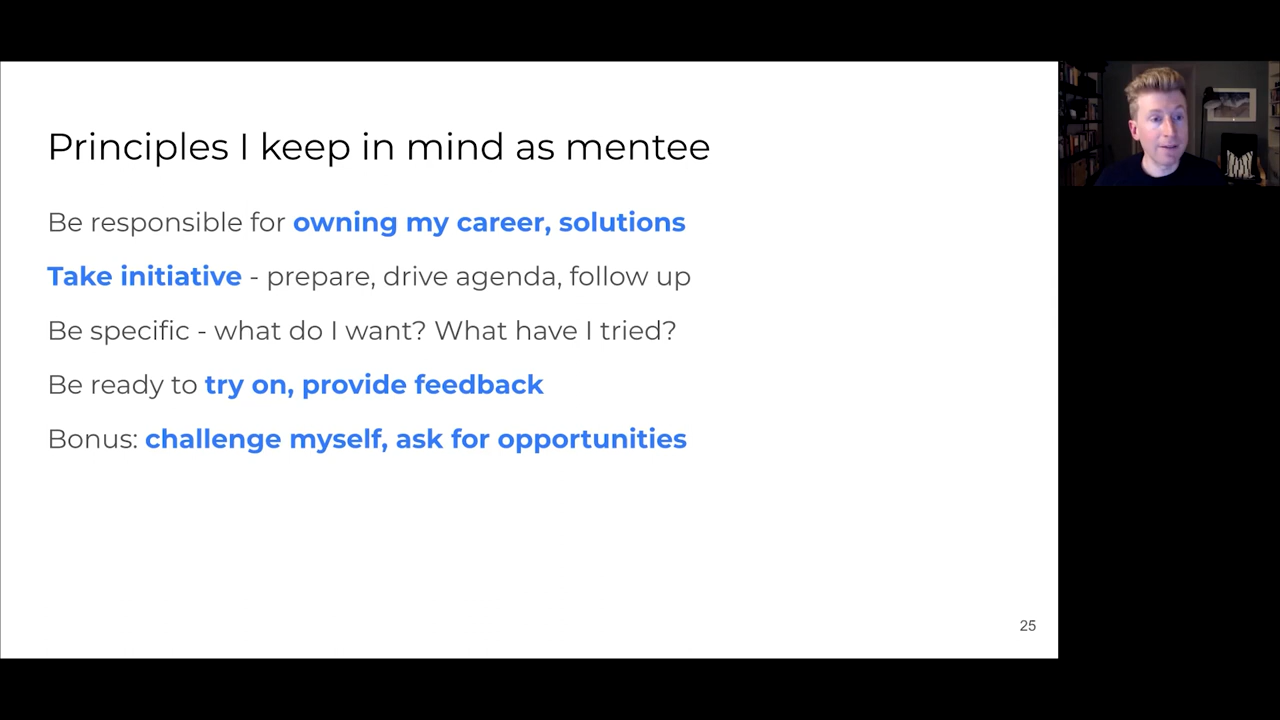 Principles I keep in mind as mentee
Be responsible for owning my career, solutions
Take initiative - prepare, drive agenda, follow up
Be specific - what do I want? What have I tried?
Be ready to try on, provide feedback
Bonus: challenge myself, ask for opportunities
25